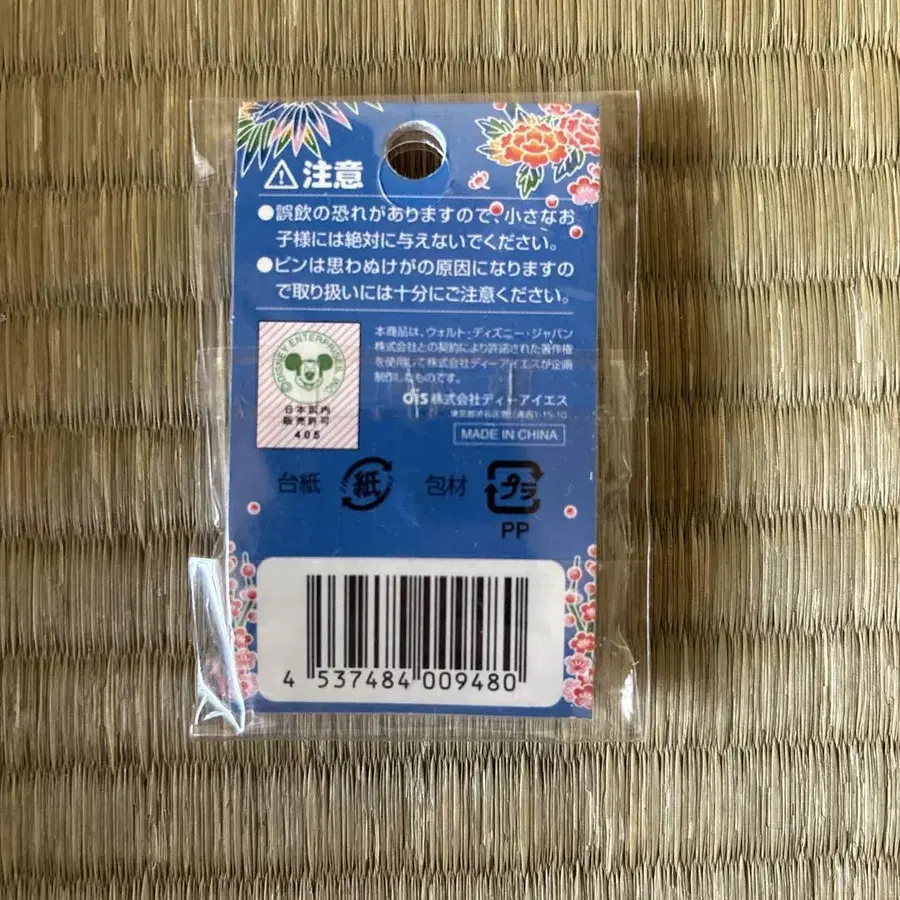 注意
●誤飲の恐れがありますので、小さなお
子様には絶対に与えないでください。
●ピンは思わぬけがの原因になりますの
で取り扱いには十分にご注意ください。
©DISNEY ENTERPRISES, INC.
日本国内
販売許可
405
本商品は、ウォルト・ディズニー・ジャパン
株式会社との契約により許諾された著作権
を使用して株式会社ディーアイエスが企画
制作したものです。
dis 株式会社ディーアイエス
MADE IN CHINA
台紙 紙 包材 プラ
PP
4 537484 009480